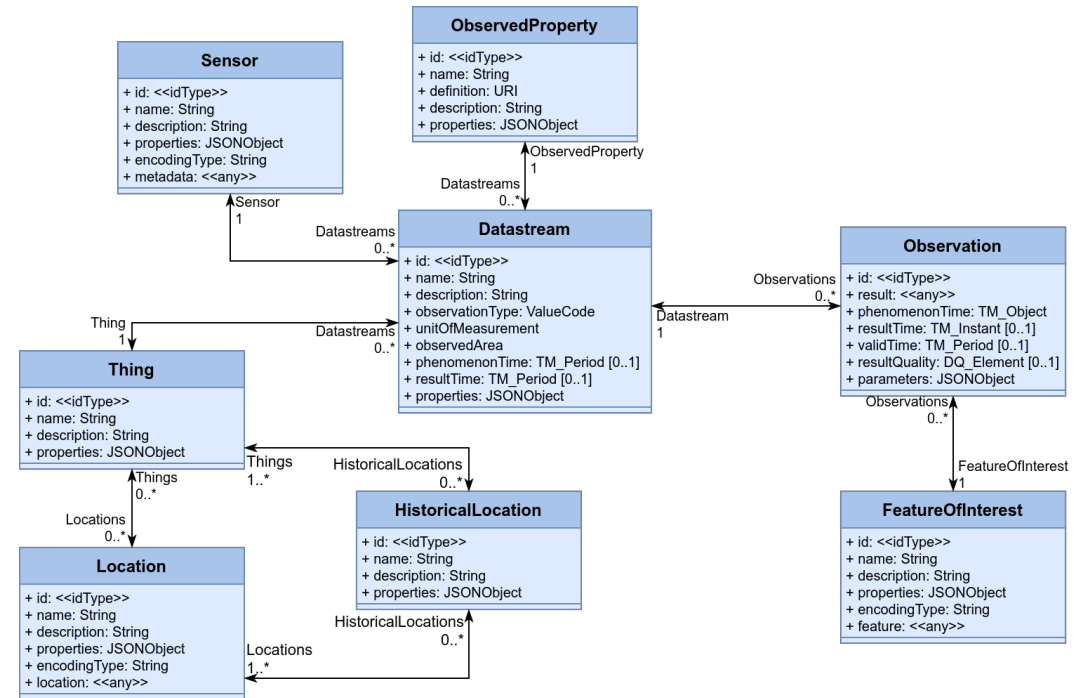 ObservedProperty
+ id: <<idType>>
+ name: String
+ definition: URI
+ description: String
+ properties: JSONObject
Sensor
+ id: <<idType>>
+ name: String
+ description: String
+ properties: JSONObject
+ encodingType: String
+ metadata: <<any>>
ObservedProperty
1
Datastreams
0..*
Sensor
1
Datastreams
0..*
Datastream
+ id: <<idType>>
+ name: String
+ description: String
+ observationType: ValueCode
+ unitOfMeasurement
+ observedArea
+ phenomenonTime: TM_Period [0..1]
+ resultTime: TM_Period [0..1]
+ properties: JSONObject
Observations
0..*
Datastream
1
Observation
+ id: <<idType>>
+ result: <<any>>
+ phenomenonTime: TM_Object
+ resultTime: TM_Instant [0..1]
+ validTime: TM_Period [0..1]
+ resultQuality: DQ_Element [0..1]
+ parameters: JSONObject
Thing
1
Datastreams
0..*
Thing
+ id: <<idType>>
+ name: String
+ description: String
+ properties: JSONObject
Observations
0..*
FeatureOfInterest
1
Things
1..*
HistoricalLocations
0..*
Things
0..*
Locations
0..*
HistoricalLocation
+ id: <<idType>>
+ name: String
+ description: String
+ properties: JSONObject
FeatureOfInterest
+ id: <<idType>>
+ name: String
+ description: String
+ properties: JSONObject
+ encodingType: String
+ feature: <<any>>
Location
+ id: <<idType>>
+ name: String
+ description: String
+ properties: JSONObject
+ encodingType: String
+ location: <<any>>
HistoricalLocations
0..*
Locations
1..*